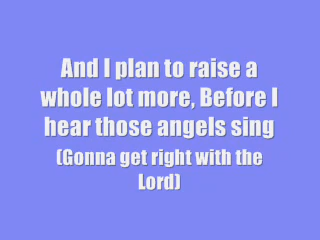 And I plan to raise a
whole lot more, Before I
hear those angels sing
(Gonna get right with the
Lord)